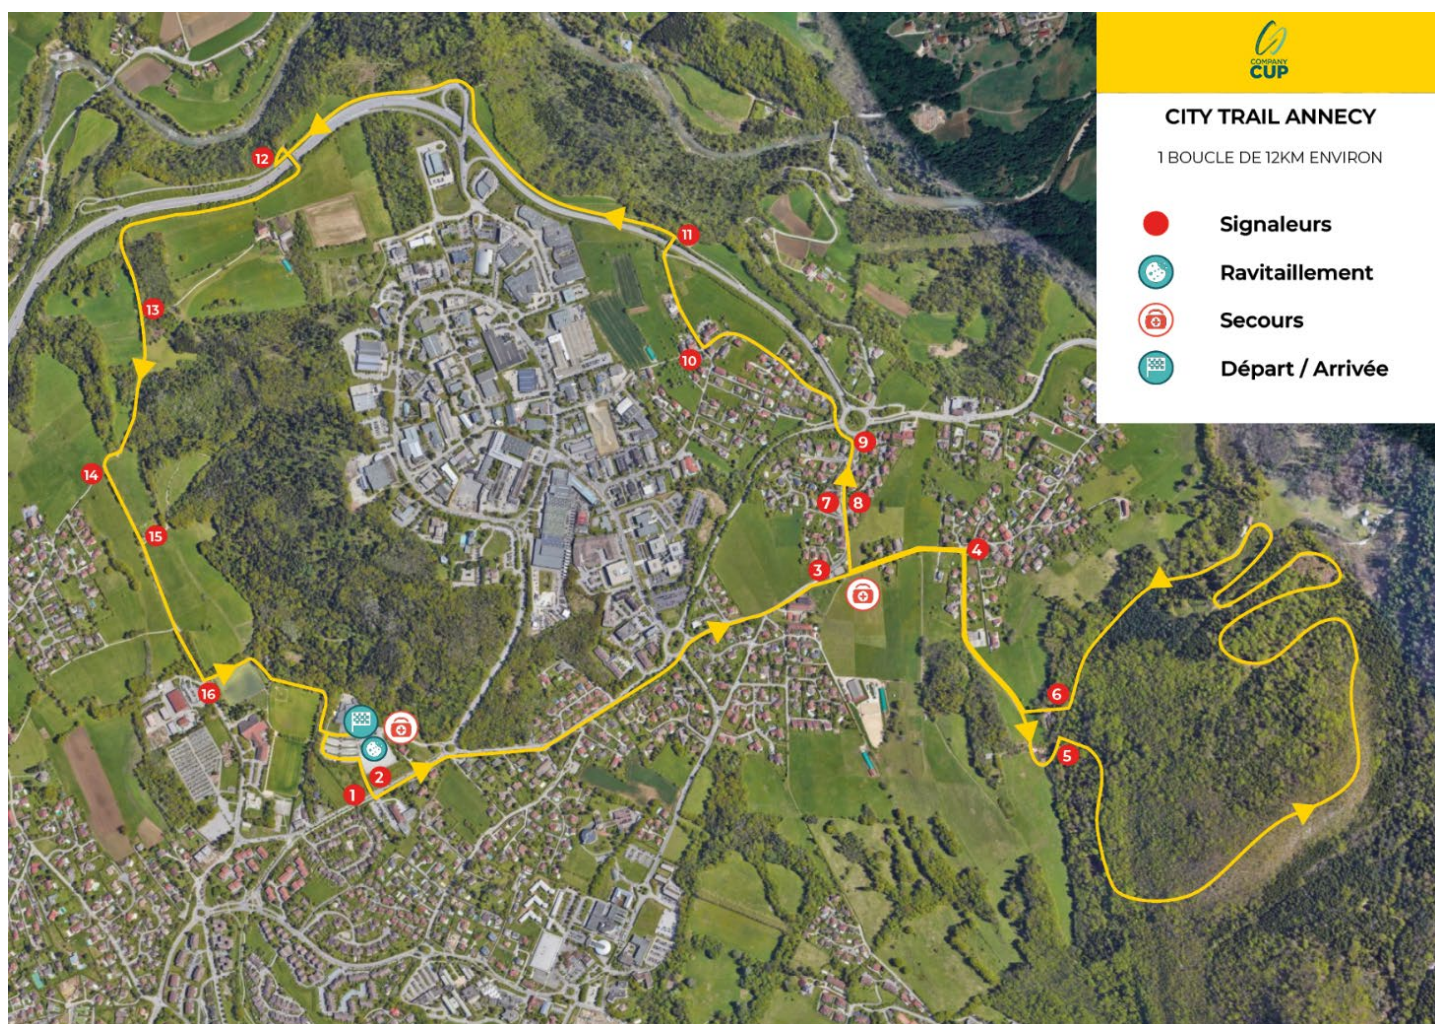 COMPANY
CUP
CITY TRAIL ANNECY
1 BOUCLE DE 12KM ENVIRON
Signaleurs
Ravitaillement
Secours
Départ / Arrivée
12
11
13
10
9
14
7 8
15
4
3
16
6
5
2
1